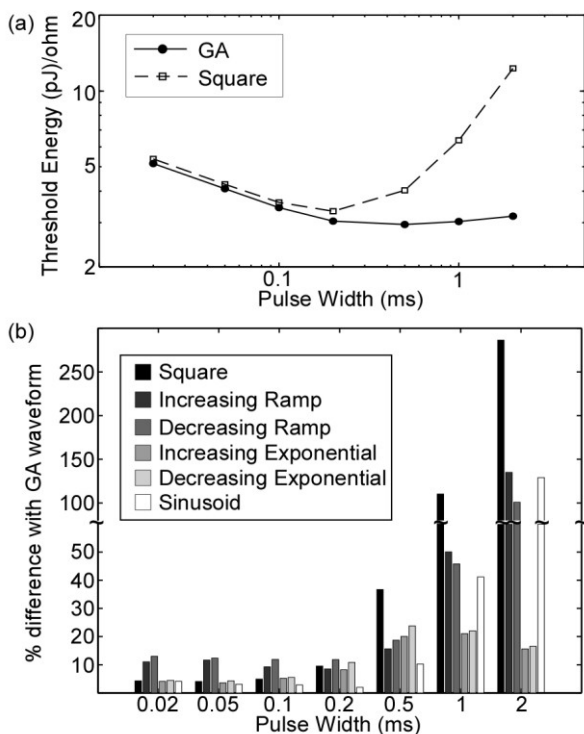 (a)
20
10
5
2
Threshold Energy (pJ)/ohm
GA
Square
0.1
1
Pulse Width (ms)
(b)
250
200
150
100
50
40
30
20
10
% difference with GA waveform
Square
Increasing Ramp
Decreasing Ramp
Increasing Exponential
Decreasing Exponential
Sinusoid
0.02 0.05 0.1 0.2 0.5 1 2
Pulse Width (ms)